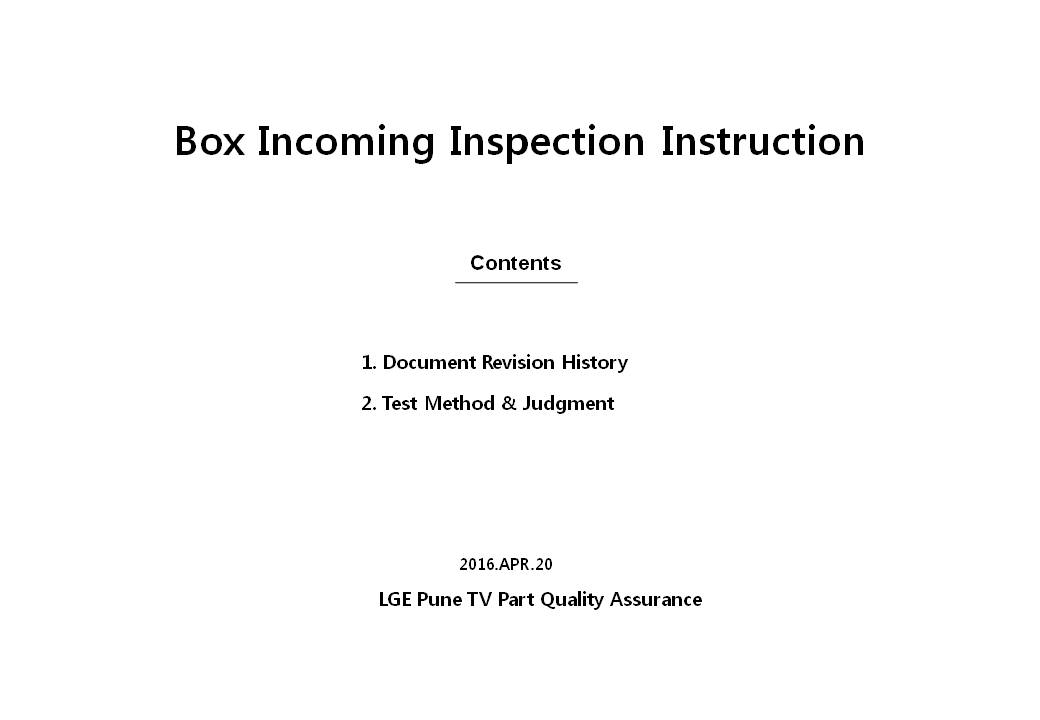 Box Incoming Inspection Instruction
Contents
1. Document Revision History
2. Test Method & Judgment
2016.APR.20
LGE Pune TV Part Quality Assurance